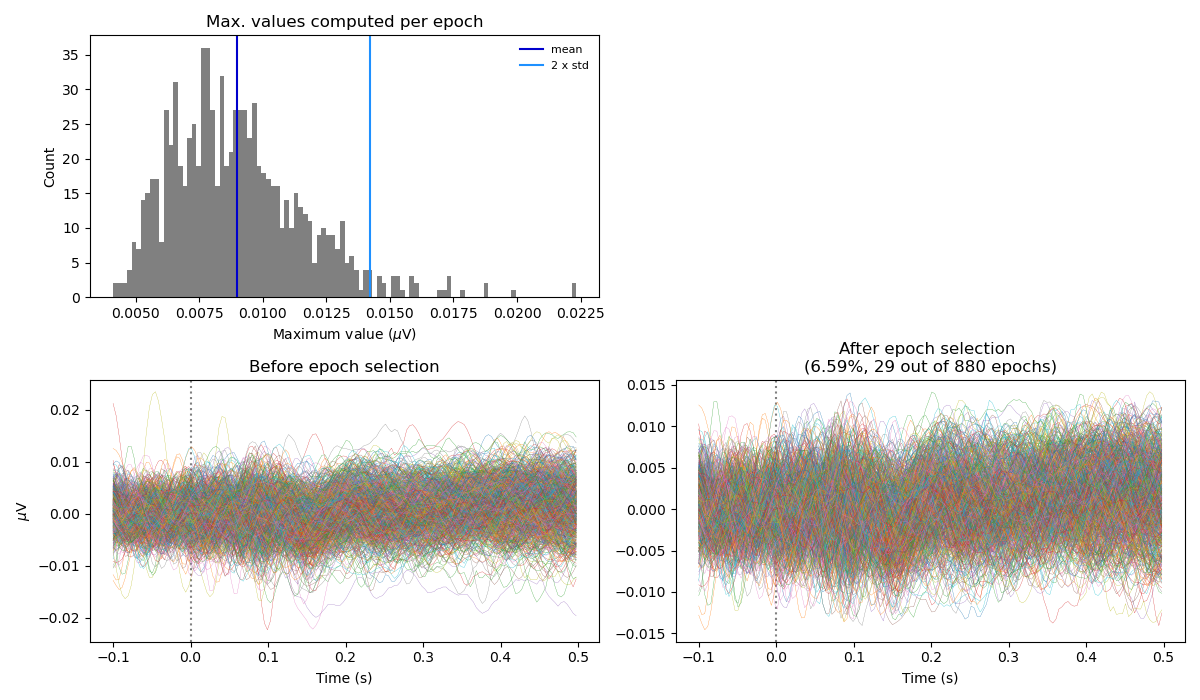 Max. values computed per epoch
mean
2 x std
35
30
25
20
15
10
5
0
Count
0.0050 0.0075 0.0100 0.0125 0.0150 0.0175 0.0200 0.0225
Maximum value (μV)
Before epoch selection
0.02
0.01
0.00
−0.01
−0.02
μV
−0.1 0.0 0.1 0.2 0.3 0.4 0.5
Time (s)
After epoch selection
(6.59%, 29 out of 880 epochs)
0.015
0.010
0.005
0.000
−0.005
−0.010
−0.015
−0.1 0.0 0.1 0.2 0.3 0.4 0.5
Time (s)